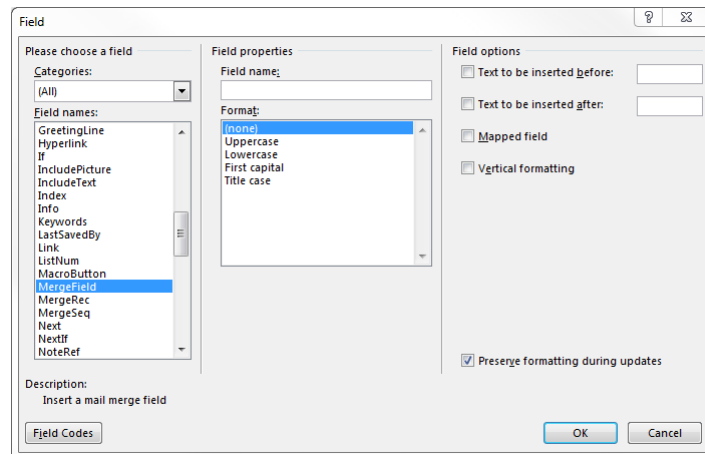 Field
Please choose a field
Categories:
(All)
Field names:
GreetingLine
Hyperlink
If
IncludePicture
IncludeText
Index
Info
Keywords
LastSavedBy
Link
ListNum
MacroButton
MergeField
MergeRec
MergeSeq
Next
NextIf
NoteRef
Field properties
Field name:
Format:
(none)
Uppercase
Lowercase
First capital
Title case
Field options
Text to be inserted before:
Text to be inserted after:
Mapped field
Vertical formatting
Preserve formatting during updates
Description:
Insert a mail merge field
Field Codes
OK
Cancel